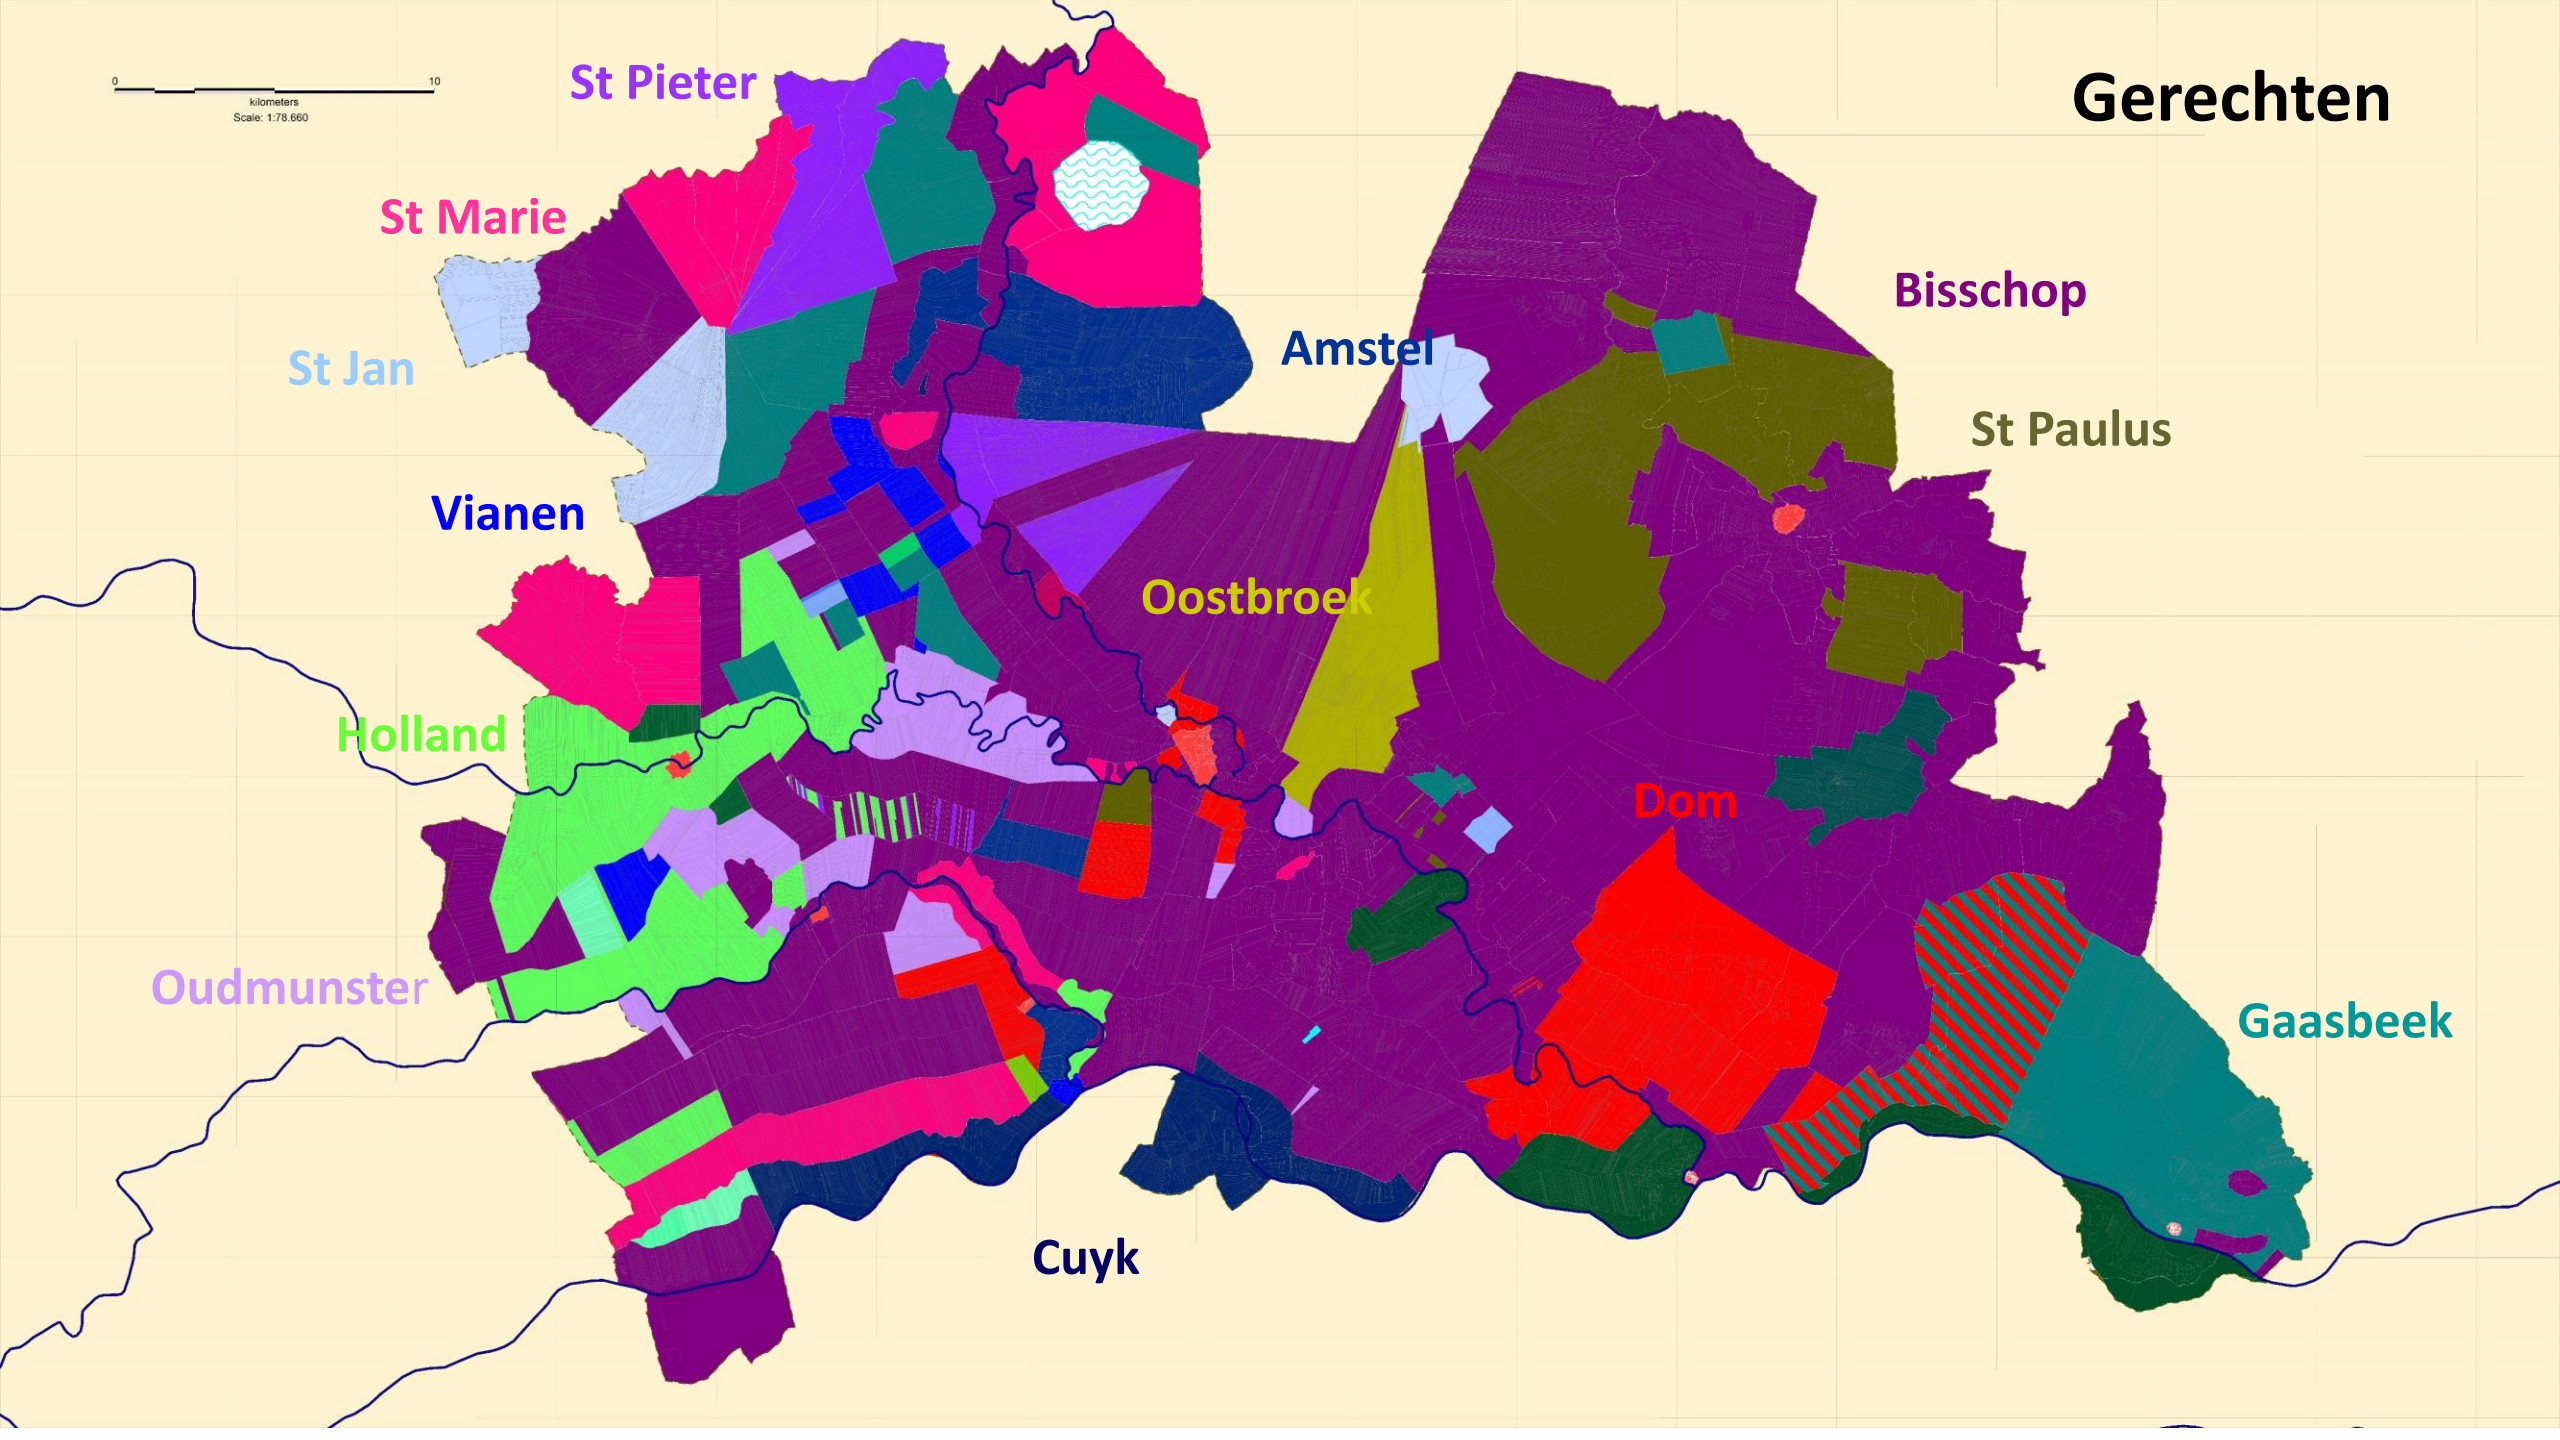 Gerechten
St Pieter
0 10
kilometers
Scale: 1:78.660
St Marie
Bisschop
Amstel
St Jan
St Paulus
Vianen
Oostbroek
Holland
Dom
Oudmunster
Gaasbeek
Cuyk